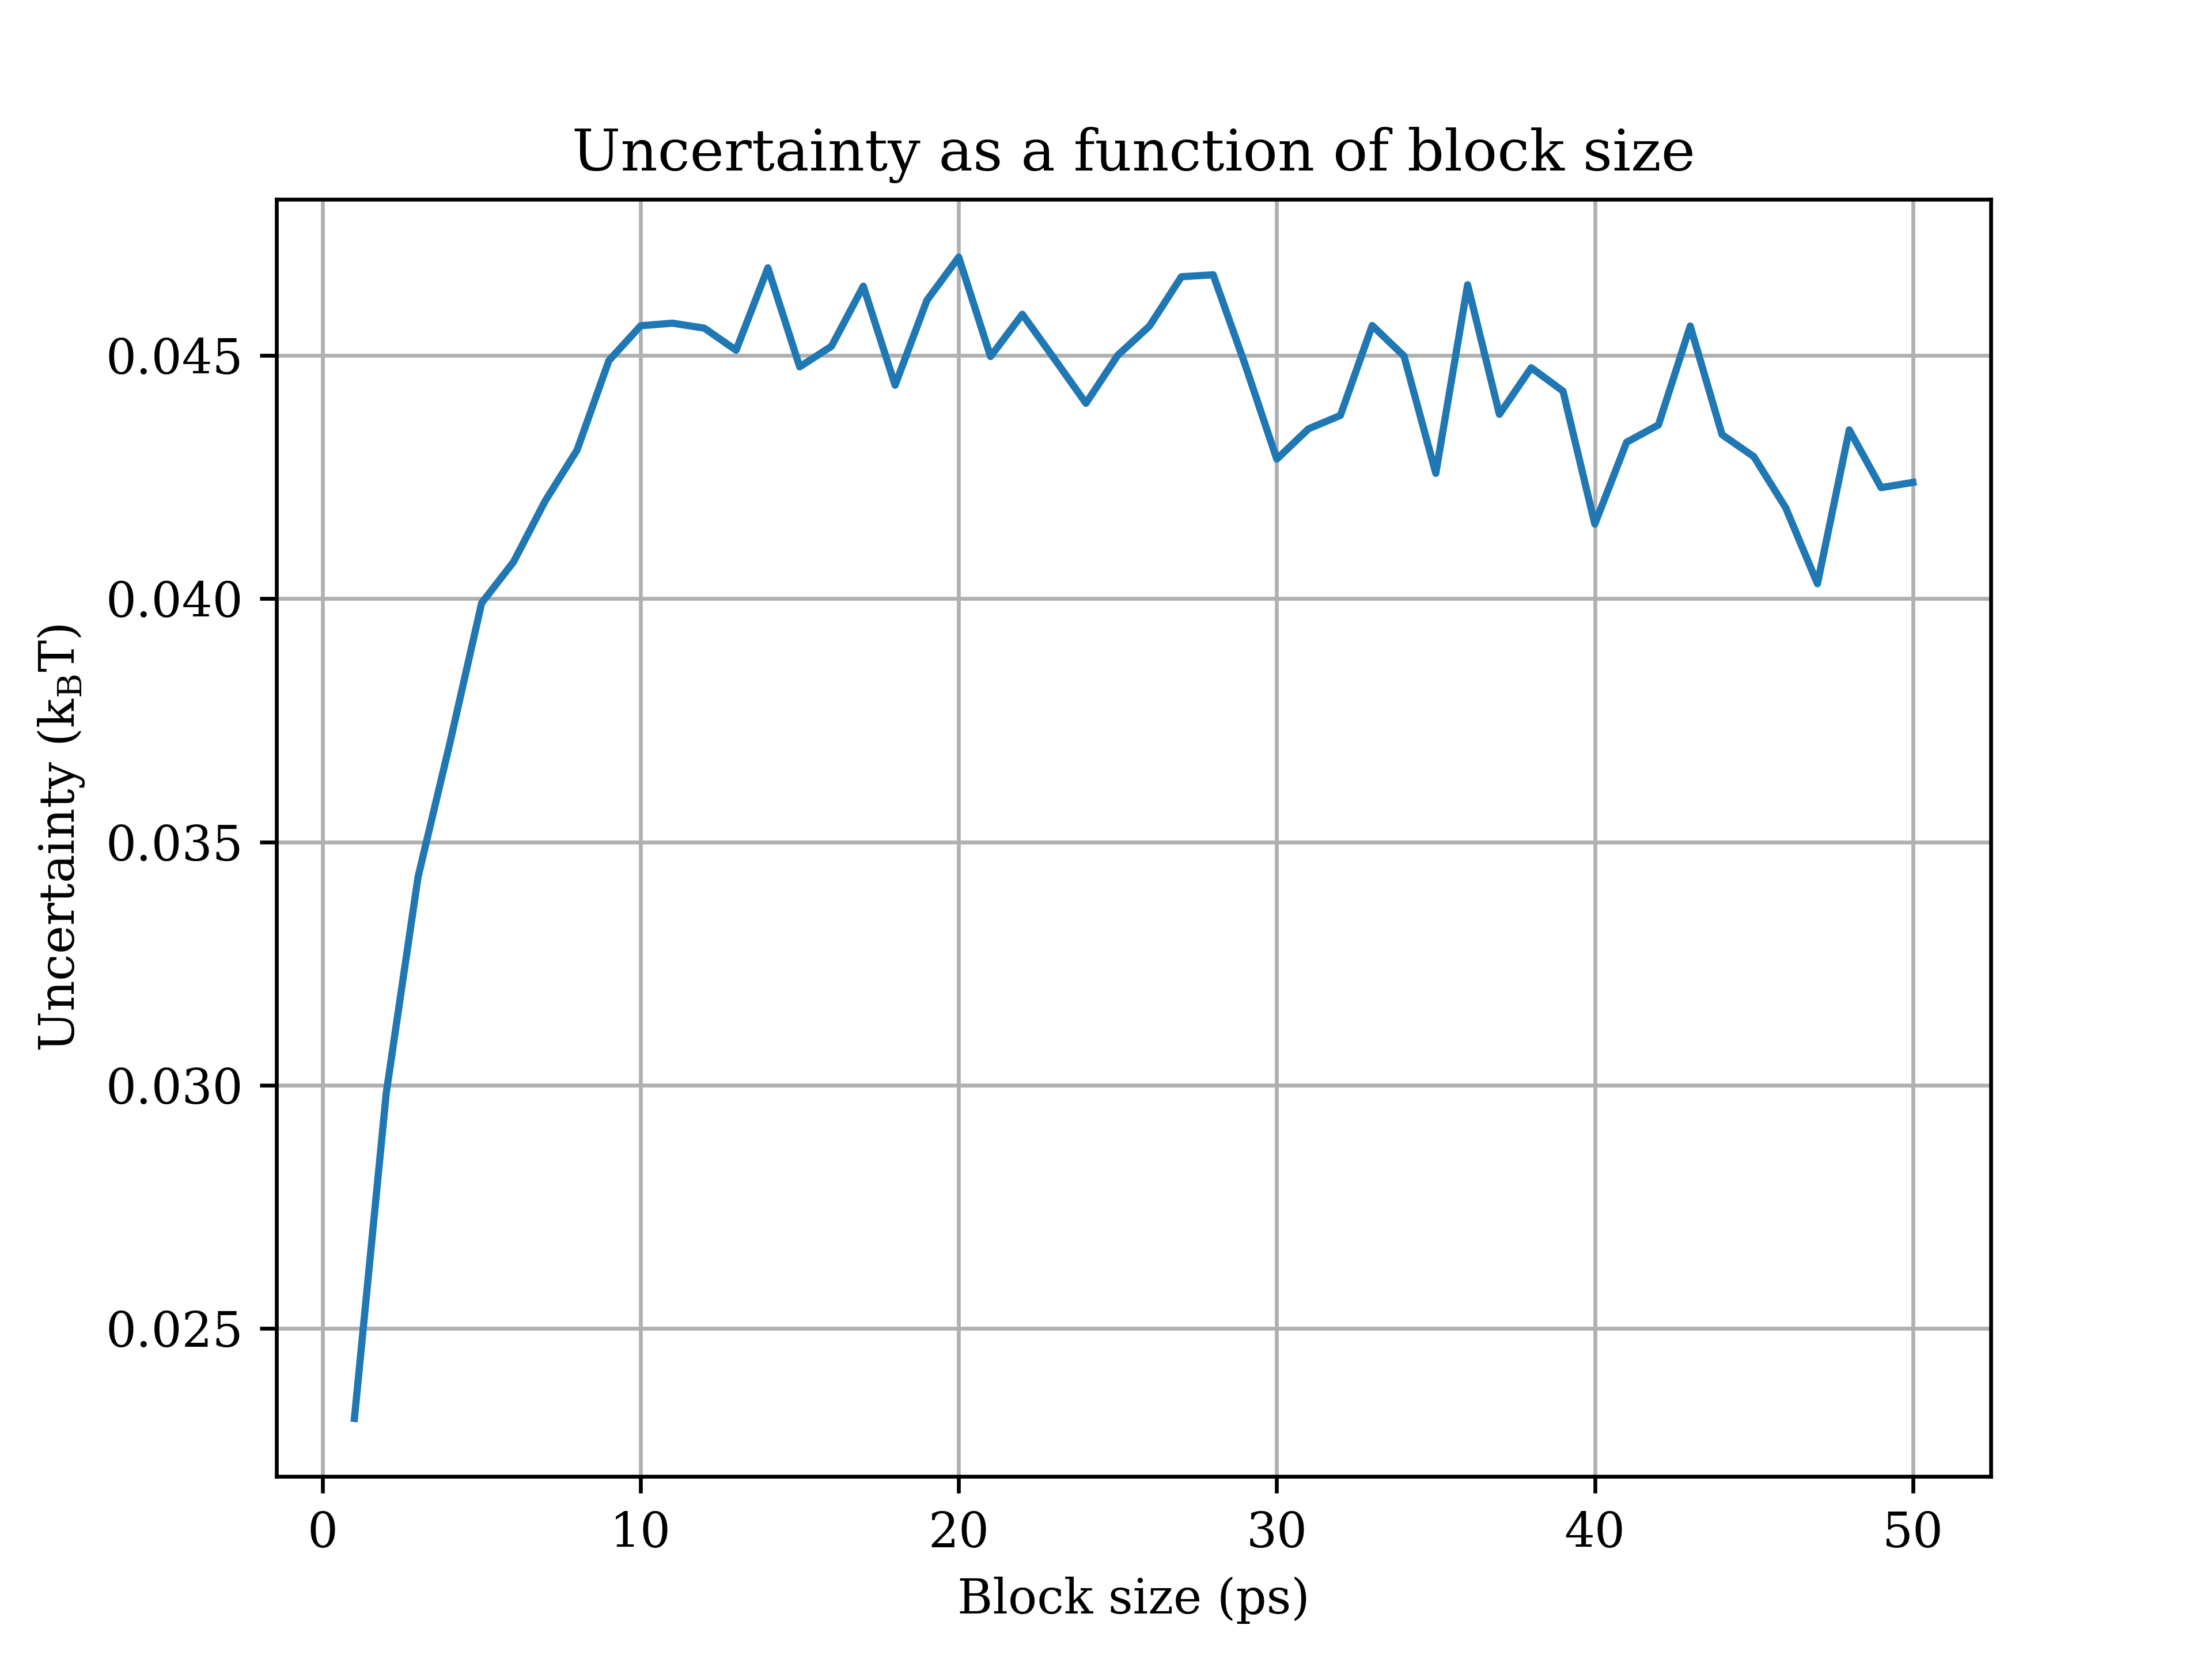 Uncertainty as a function of block size
Uncertainty (k_BT)
0.045
0.040
0.035
0.030
0.025
0 10 20 30 40 50
Block size (ps)